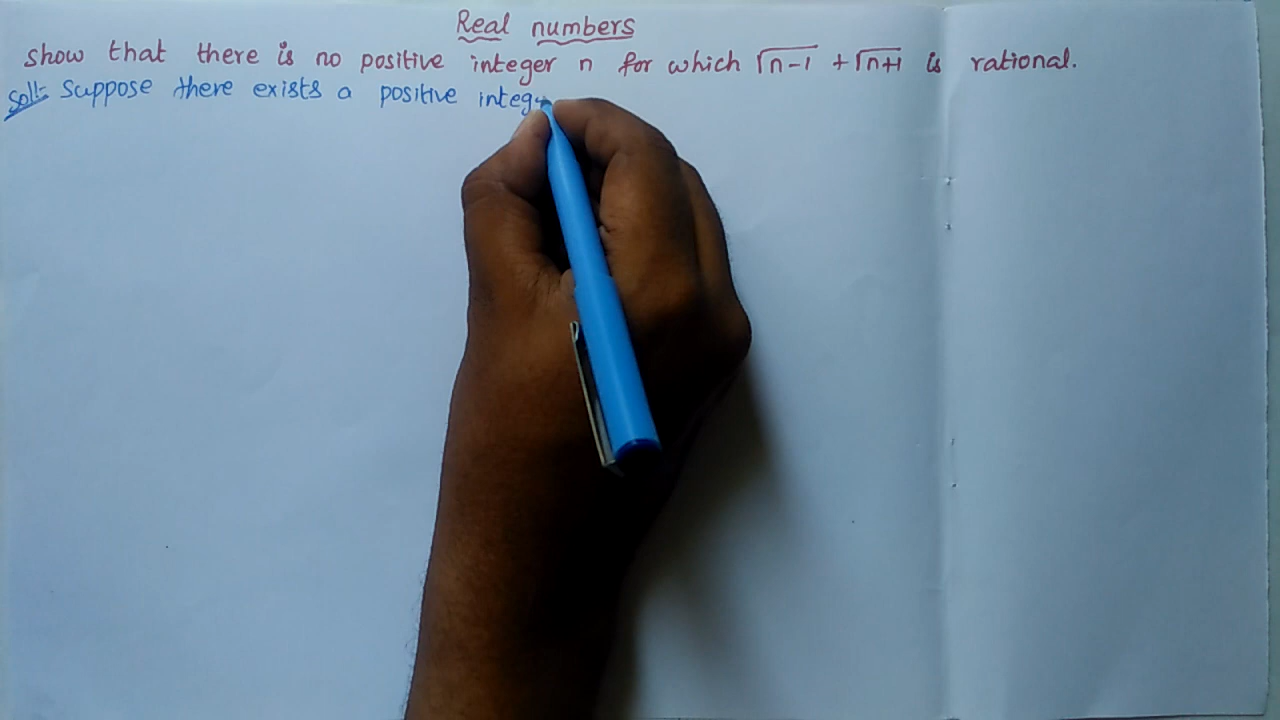 Real numbers
show that there is no positive integer n for which √n-1 + √n+1 is rational.
Sol:- Suppose there exists a positive